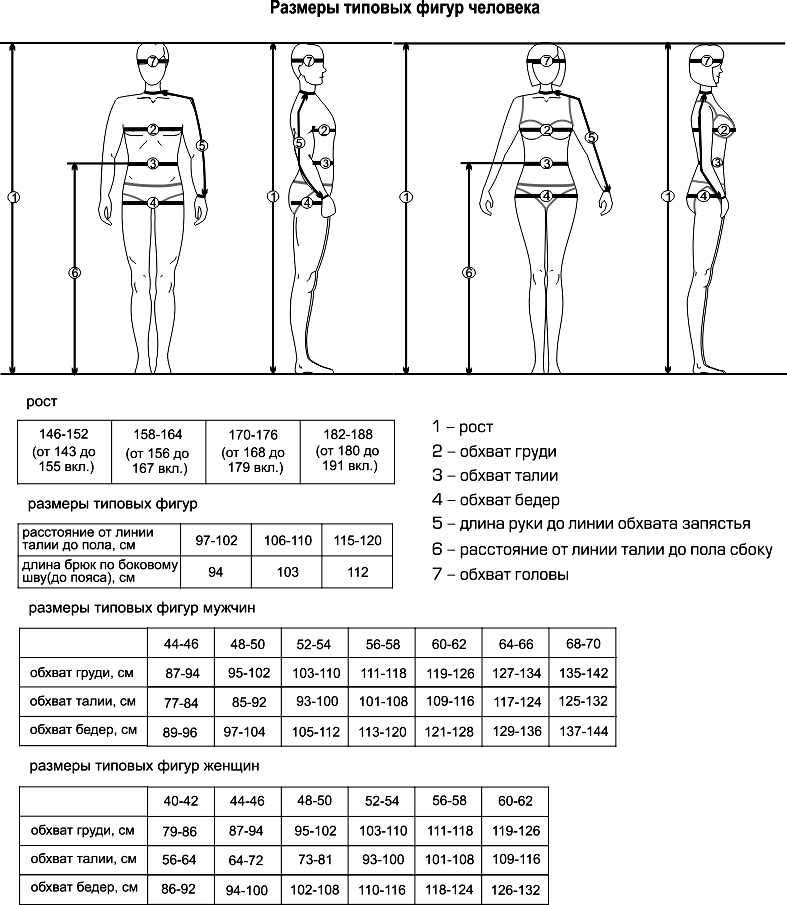 Размеры типовых фигур человека
7 7 7 7
2 2 2 2
5 5 5 5
3 3 3 3
1 1 1 1
4 4 4 4
6 6
рост
146-152 158-164 170-176 182-188
(от 143 до (от 156 до (от 168 до (от 180 до
155 вкл.) 167 вкл.) 179 вкл.) 191 вкл.)
1 – рост
2 – обхват груди
3 – обхват талии
4 – обхват бедер
5 – длина руки до линии обхвата запястья
6 – расстояние от линии талии до пола сбоку
7 – обхват головы
размеры типовых фигур
расстояние от линии
талии до пола, см 97-102 106-110 115-120
длина брюк по боковому
шву(до пояса), см 94 103 112
размеры типовых фигур мужчин
44-46 48-50 52-54 56-58 60-62 64-66 68-70
обхват груди, см 87-94 95-102 103-110 111-118 119-126 127-134 135-142
обхват талии, см 77-84 85-92 93-100 101-108 109-116 117-124 125-132
обхват бедер, см 89-96 97-104 105-112 113-120 121-128 129-136 137-144
размеры типовых фигур женщин
40-42 44-46 48-50 52-54 56-58 60-62
обхват груди, см 79-86 87-94 95-102 103-110 111-118 119-126
обхват талии, см 56-64 64-72 73-81 93-100 101-108 109-116
обхват бедер, см 86-92 94-100 102-108 110-116 118-124 126-132